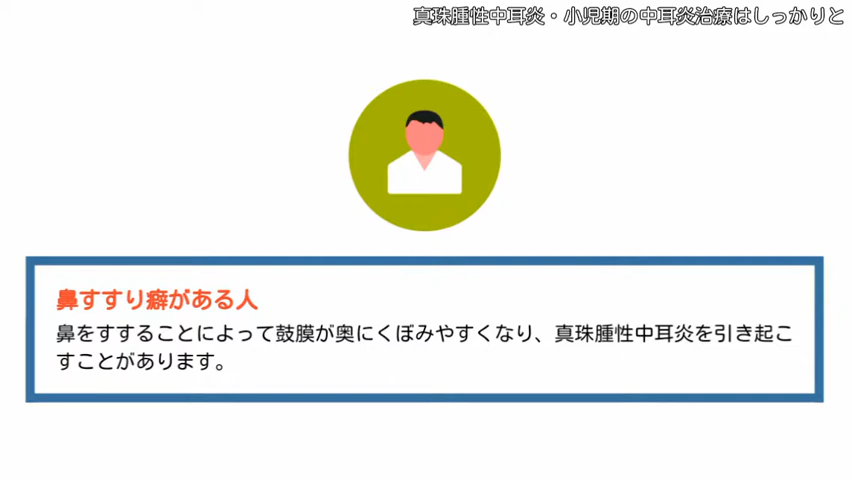 真珠腫性中耳炎・小児期の中耳炎治療はしっかりと
鼻すすり癖がある人
鼻をすすることによって鼓膜が奥にくぼみやすくなり、真珠腫性中耳炎を引き起こ
すことがあります。